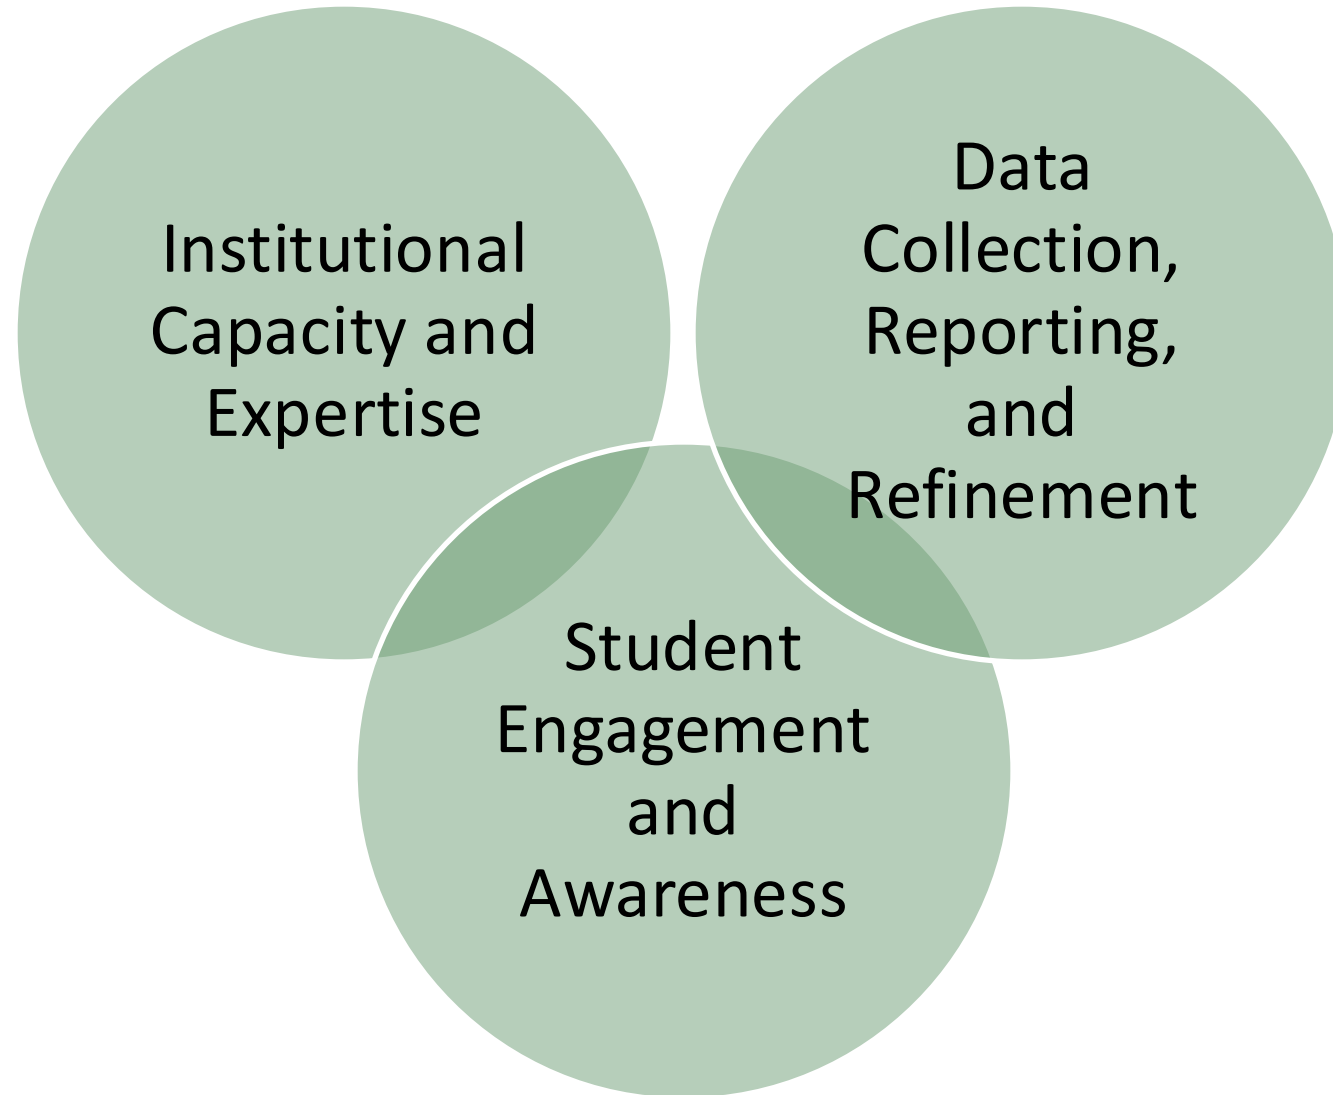 Institutional
Capacity and
Expertise
Data
Collection,
Reporting,
and
Refinement
Student
Engagement
and
Awareness